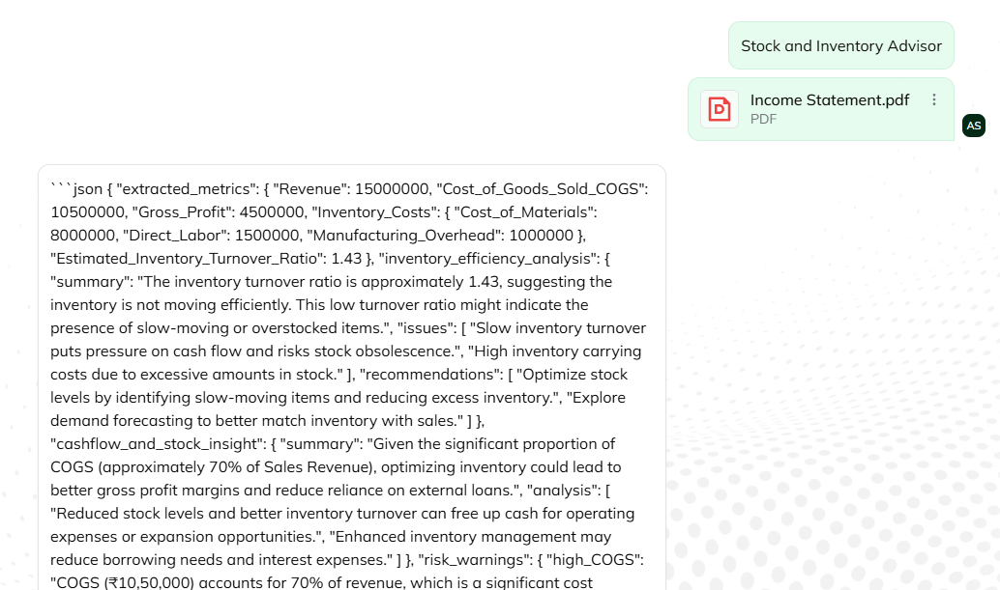 Stock and Inventory Advisor
Income Statement.pdf
PDF
AS
```json { "extracted_metrics": { "Revenue": 15000000, "Cost_of_Goods_Sold_COGS":
10500000, "Gross_Profit": 4500000, "Inventory_Costs": { "Cost_of_Materials":
8000000, "Direct_Labor": 1500000, "Manufacturing_Overhead": 1000000 },
"Estimated_Inventory_Turnover_Ratio": 1.43 }, "inventory_efficiency_analysis": {
"summary": "The inventory turnover ratio is approximately 1.43, suggesting the
inventory is not moving efficiently. This low turnover ratio might indicate the
presence of slow-moving or overstocked items.", "issues": [ "Slow inventory turnover
puts pressure on cash flow and risks stock obsolescence.", "High inventory carrying
costs due to excessive amounts in stock." ], "recommendations": [ "Optimize stock
levels by identifying slow-moving items and reducing excess inventory.", "Explore
demand forecasting to better match inventory with sales." ] },
"cashflow_and_stock_insight": { "summary": "Given the significant proportion of
COGS (approximately 70% of Sales Revenue), optimizing inventory could lead to
better gross profit margins and reduce reliance on external loans.", "analysis": [
"Reduced stock levels and better inventory turnover can free up cash for operating
expenses or expansion opportunities.", "Enhanced inventory management may
reduce borrowing needs and interest expenses." ] }, "risk_warnings": { "high_COGS":
"COGS (₹10,50,000) accounts for 70% of revenue, which is a significant cost